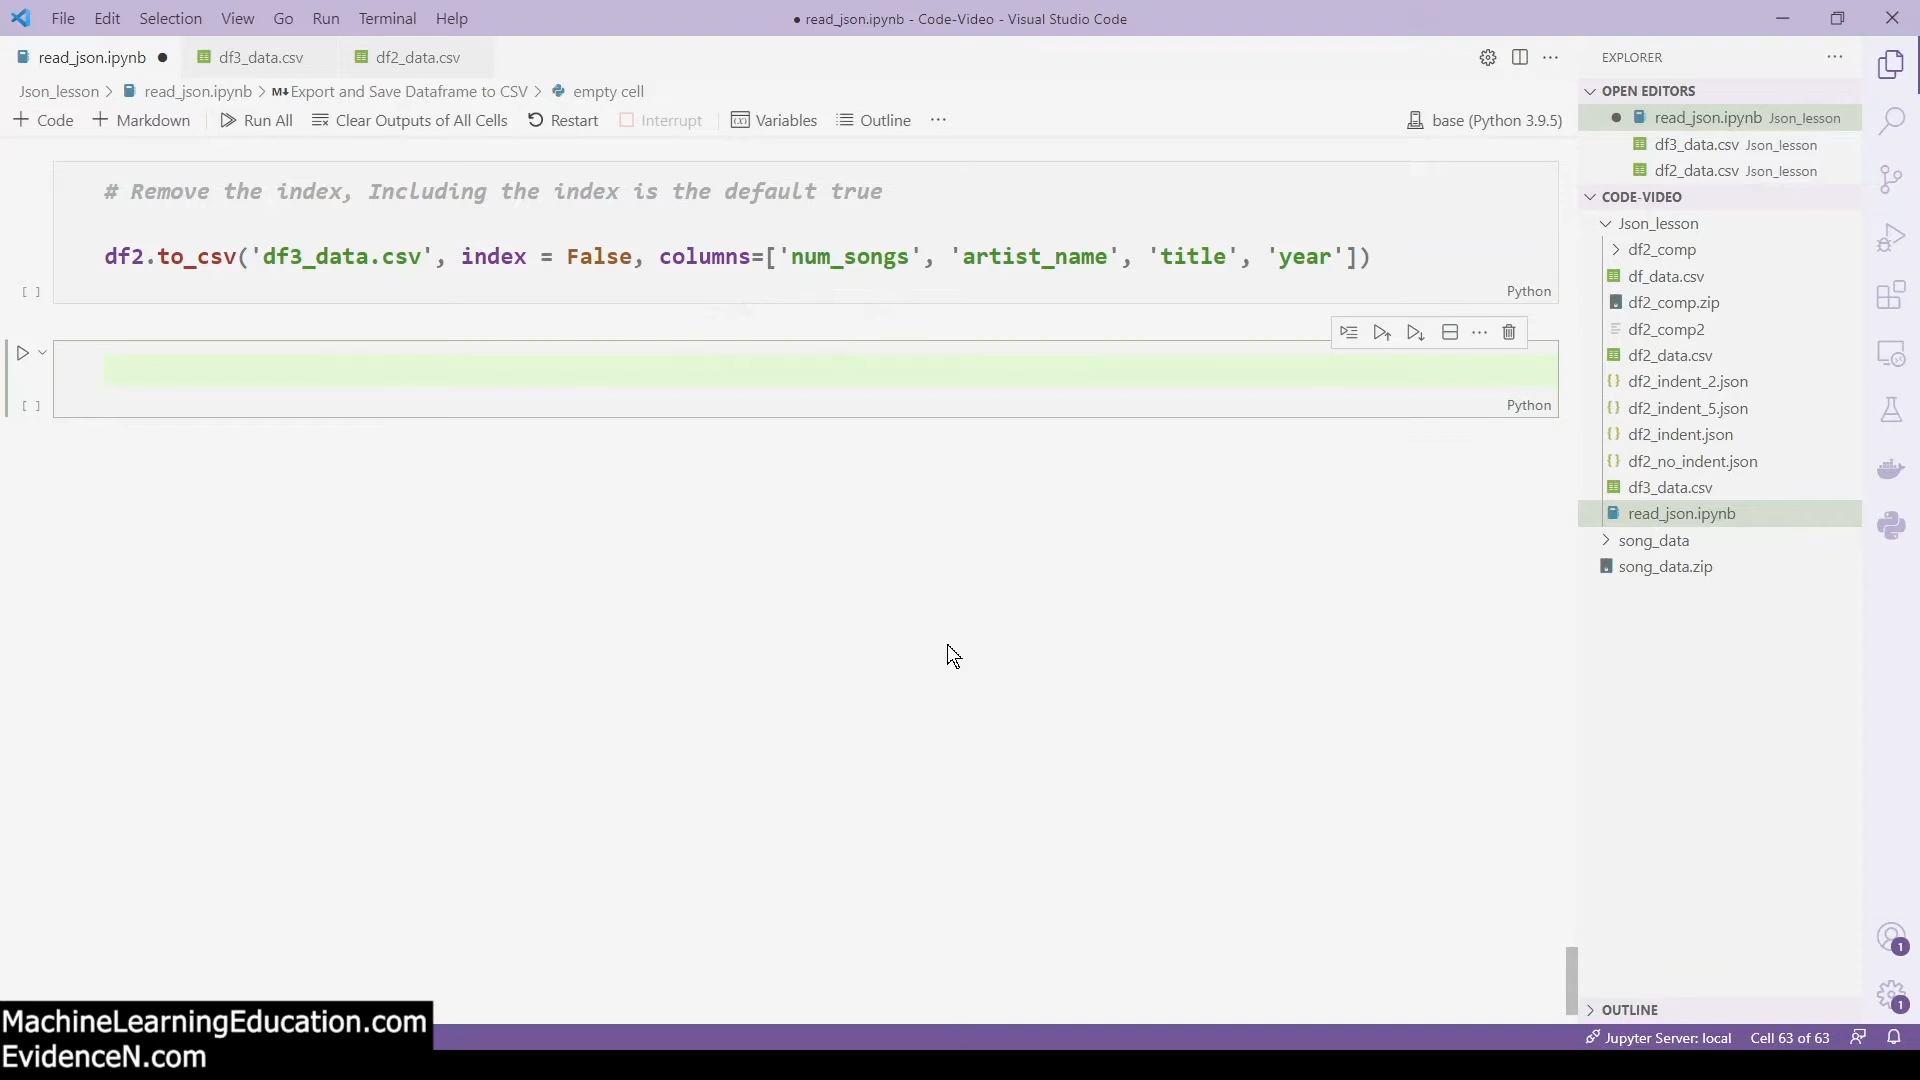 File Edit Selection View Go Run Terminal Help
● read_json.ipynb - Code-Video - Visual Studio Code
read_json.ipynb ● df3_data.csv df2_data.csv
Json_lesson > read_json.ipynb > M↓Export and Save Dataframe to CSV > empty cell
+ Code + Markdown Run All Clear Outputs of All Cells Restart Interrupt Variables Outline ··· base (Python 3.9.5)
# Remove the index, Including the index is the default true
df2.to_csv('df3_data.csv', index = False, columns=['num_songs', 'artist_name', 'title', 'year'])
[ ] Python
[ ] Python
EXPLORER
OPEN EDITORS
● read_json.ipynb Json_lesson
df3_data.csv Json_lesson
df2_data.csv Json_lesson
CODE-VIDEO
Json_lesson
df2_comp
df_data.csv
df2_comp.zip
df2_comp2
df2_data.csv
df2_indent_2.json
df2_indent_5.json
df2_indent.json
df2_no_indent.json
df3_data.csv
read_json.ipynb
song_data
song_data.zip
1
1
OUTLINE
MachineLearningEducation.com
EvidenceN.com
Jupyter Server: local Cell 63 of 63